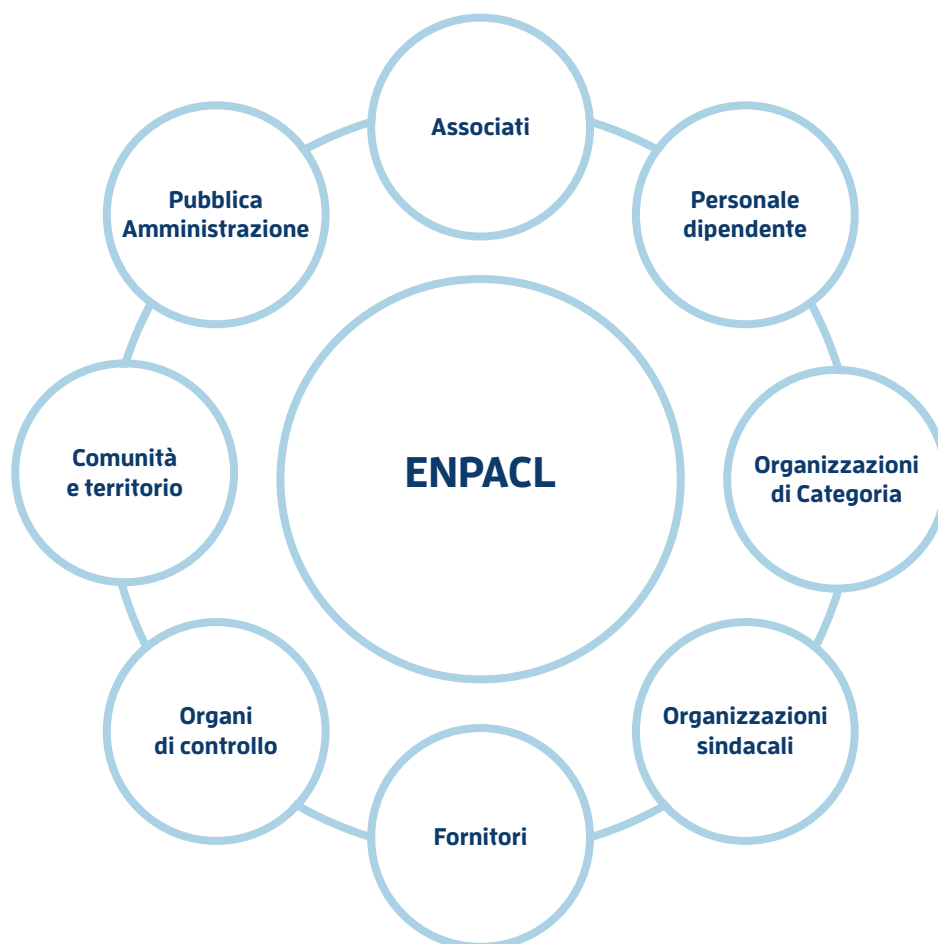 Associati
Pubblica
Amministrazione
Personale
dipendente
Comunità
e territorio
ENPACL
Organizzazioni
di Categoria
Organi
di controllo
Organizzazioni
sindacali
Fornitori